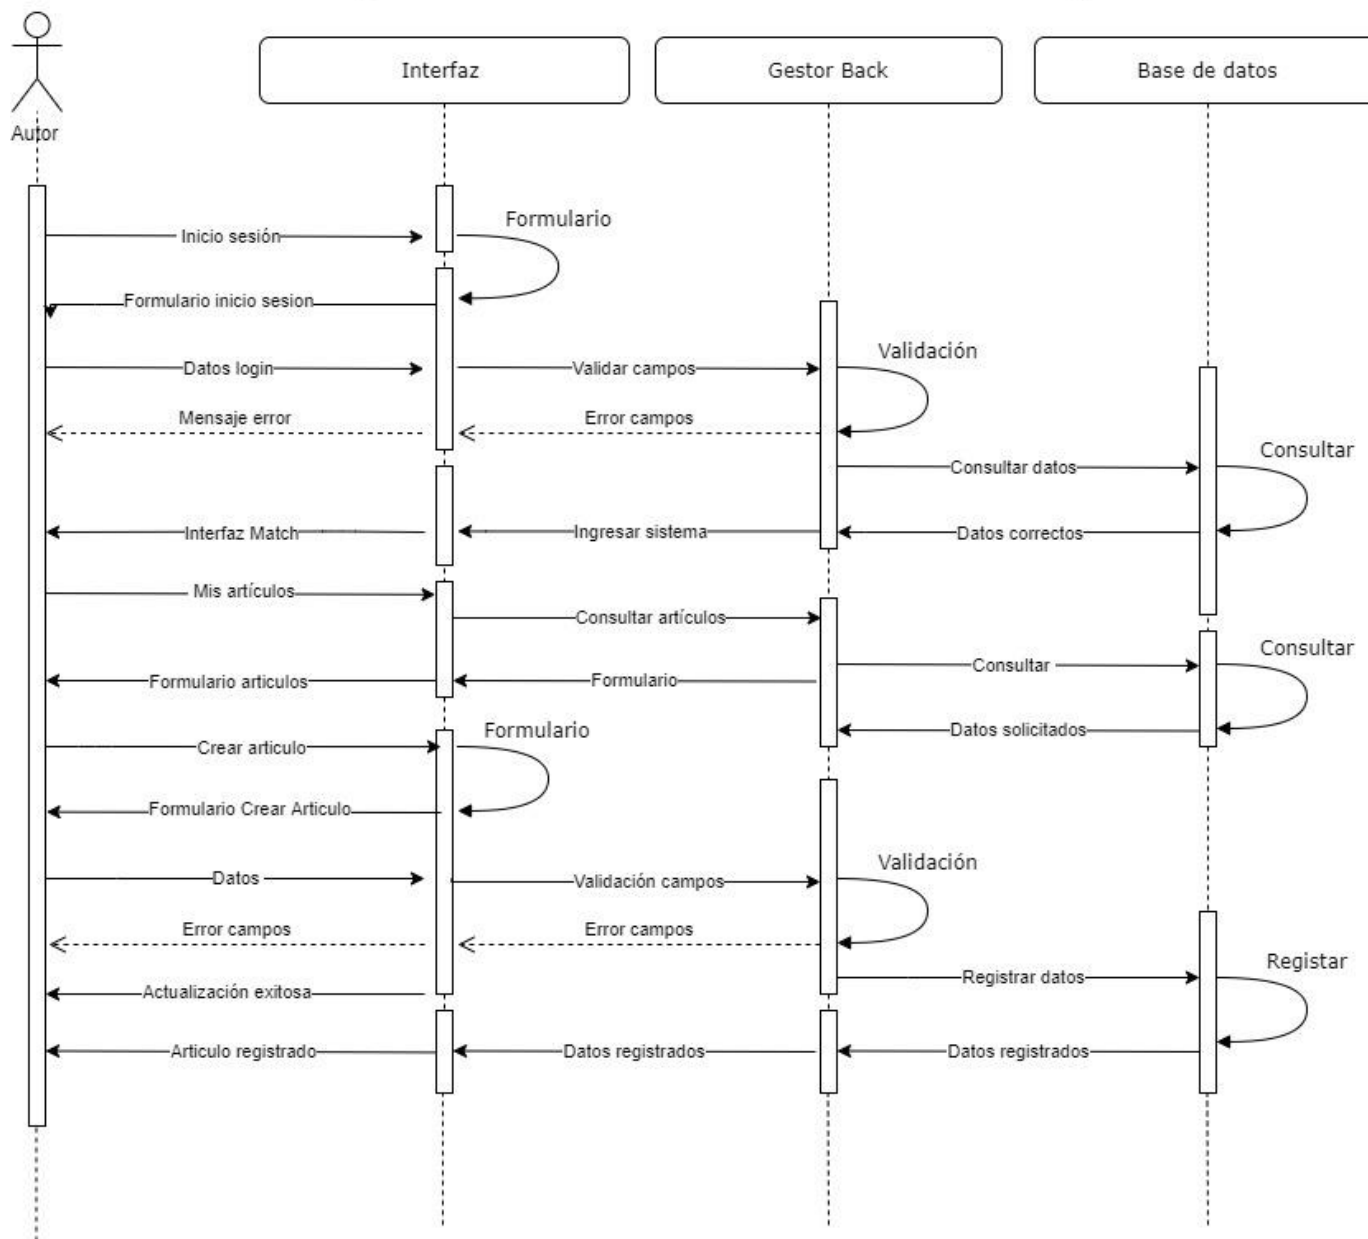 Interfaz
Gestor Back
Base de datos
Autor
Formulario
Inicio sesión
Formulario inicio sesion
Validación
Datos login
Validar campos
Mensaje error
Error campos
Consultar
Consultar datos
Interfaz Match
Ingresar sistema
Datos correctos
Mis artículos
Consultar artículos
Consultar
Consultar
Formulario articulos
Formulario
Formulario
Datos solicitados
Crear articulo
Formulario Crear Articulo
Validación
Datos
Validación campos
Error campos
Error campos
Registar
Registrar datos
Actualización exitosa
Articulo registrado
Datos registrados
Datos registrados